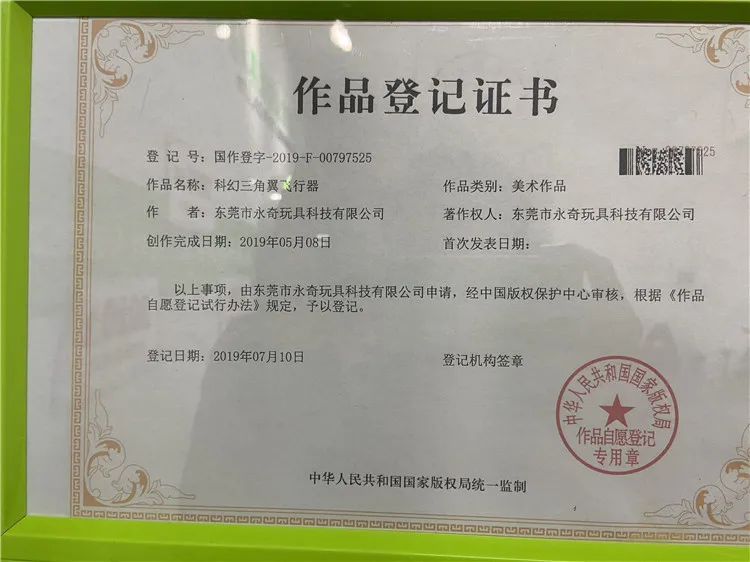 作品登记证书
登 记 号：国作登字-2019-F-00797525
00797525
作品名称：科幻三角翼飞行器
作品类别：美术作品
作 者：东莞市永奇玩具科技有限公司
著作权人：东莞市永奇玩具科技有限公司
创作完成日期：2019年05月08日
首次发表日期：
以上事项，由东莞市永奇玩具科技有限公司申请，经中国版权保护中心审核，根据《作品
自愿登记试行办法》规定，予以登记。
登记日期：2019年07月10日
登记机构签章
中华人民共和国国家版权局
作品自愿登记
专用章
中华人民共和国国家版权局统一监制